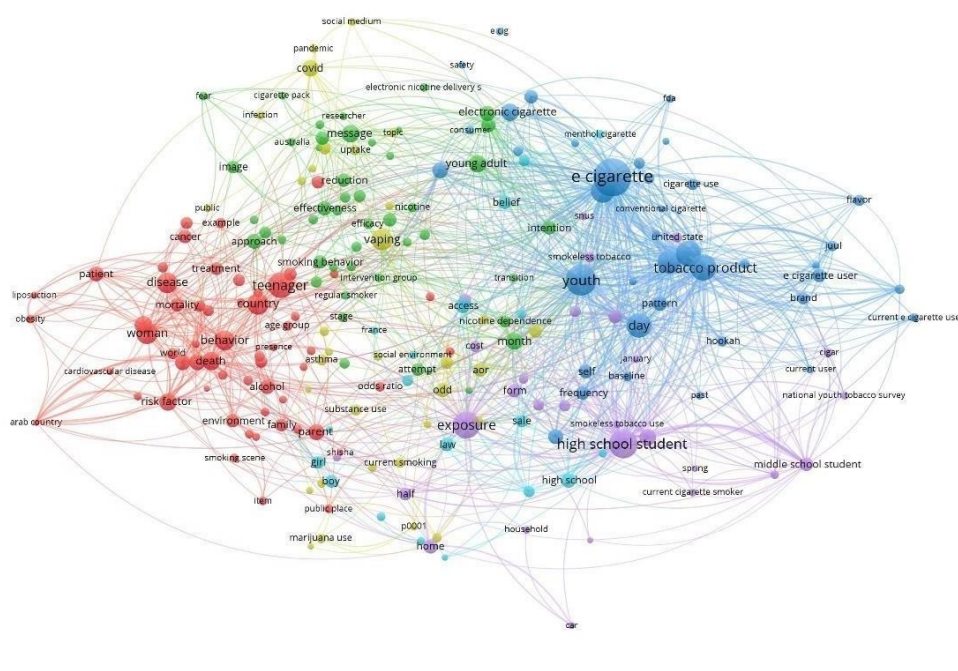 social medium
e cig
pandemic
covid
safety
fear
cigarette pack
electronic nicotine delivery s
fda
infection
researcher
electronic cigarette
message
topic
consumer
menthol cigarette
australia
uptake
image
young adult
reduction
e cigarette
cigarette use
public
effectiveness
nicotine
belief
conventional cigarette
flavor
example
efficacy
snus
cancer
approach
vaping
intention
united state
juul
smoking behavior
smokeless tobacco
patient
treatment
tobacco product
disease
teenager
intervention group
transition
youth
e cigarette user
liposuction
mortality
country
regular smoker
access
pattern
brand
obesity
stage
nicotine dependence
day
current e cigarette use
woman
age group
france
behavior
month
hookah
world
presence
cost
death
asthma
social environment
january
cigar
cardiovascular disease
attempt
aor
self
baseline
current user
alcohol
odds ratio
odd
form
frequency
past
national youth tobacco survey
risk factor
substance use
arab country
environment
family
parent
exposure
sale
smokeless tobacco use
law
high school student
smoking scene
shisha
girl
current smoking
spring
middle school student
boy
high school
item
half
current cigarette smoker
public place
p0001
household
marijuana use
home
car